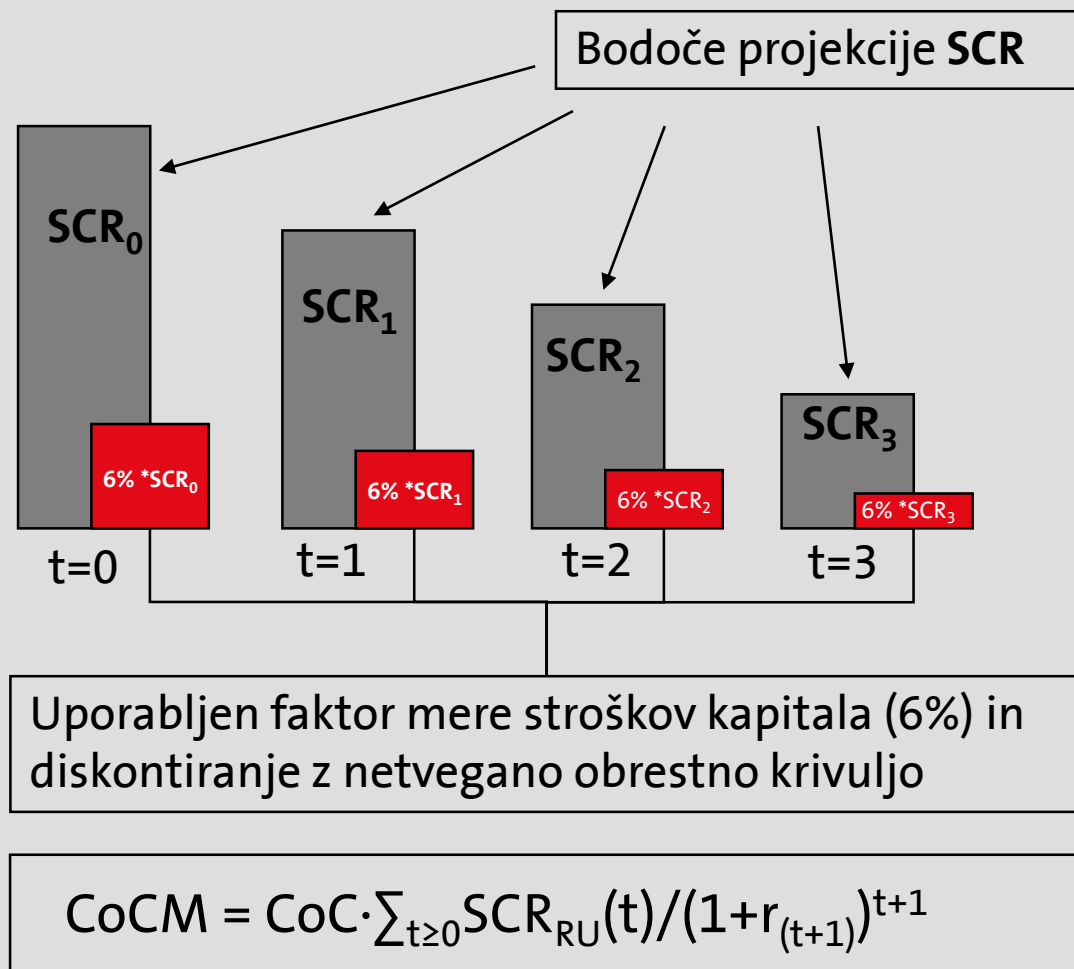 Bodoče projekcije SCR
SCR₀
SCR₁
SCR₂
SCR₃
6% *SCR₀
6% *SCR₁
6% *SCR₂
6% *SCR₃
t=0
t=1
t=2
t=3
Uporabljen faktor mere stroškov kapitala (6%) in
diskontiranje z netvegano obrestno krivuljo
CoCM = CoC·∑ₜ≥₀SCR_RU(t)/(1+r₍ₜ₊₁₎)^(t+1)